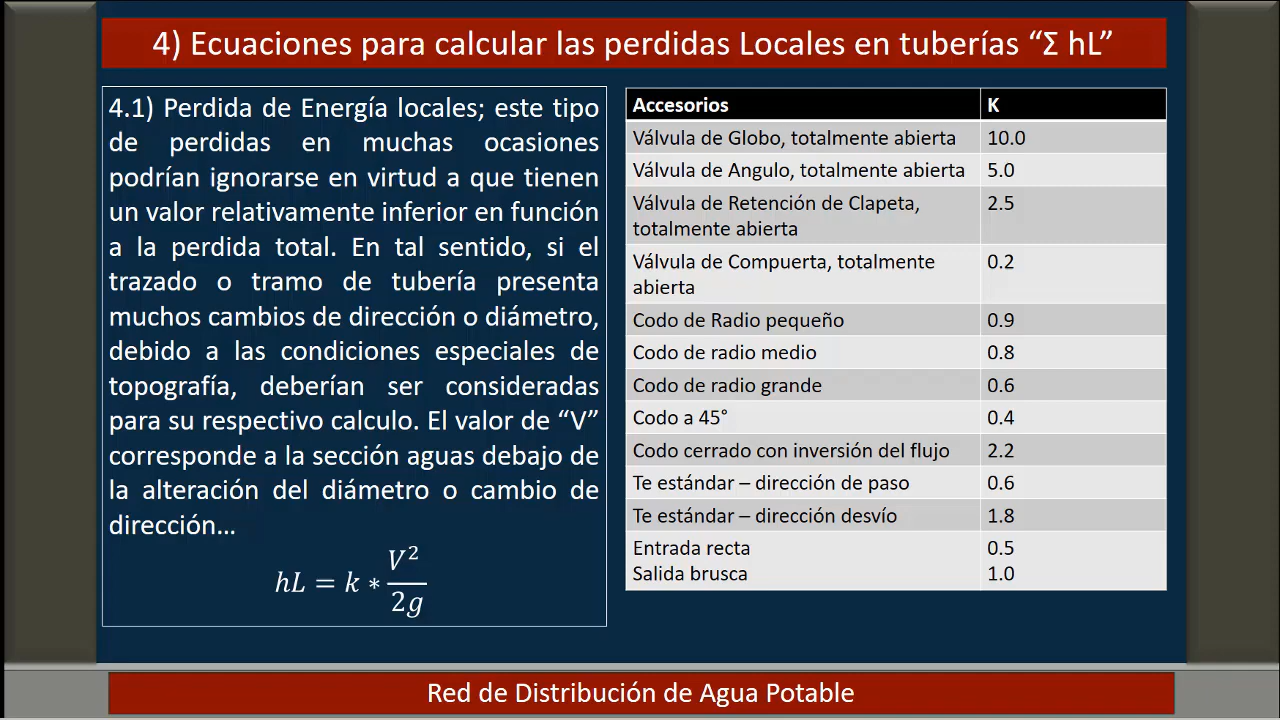 4) Ecuaciones para calcular las perdidas Locales en tuberías “Σ hL”
4.1) Perdida de Energía locales; este tipo
de perdidas en muchas ocasiones
podrían ignorarse en virtud a que tienen
un valor relativamente inferior en función
a la perdida total. En tal sentido, si el
trazado o tramo de tubería presenta
muchos cambios de dirección o diámetro,
debido a las condiciones especiales de
topografía, deberían ser consideradas
para su respectivo calculo. El valor de “V”
corresponde a la sección aguas debajo de
la alteración del diámetro o cambio de
dirección...
hL = k * V²/2g
Accesorios K
Válvula de Globo, totalmente abierta 10.0
Válvula de Angulo, totalmente abierta 5.0
Válvula de Retención de Clapeta, 2.5
totalmente abierta
Válvula de Compuerta, totalmente 0.2
abierta
Codo de Radio pequeño 0.9
Codo de radio medio 0.8
Codo de radio grande 0.6
Codo a 45° 0.4
Codo cerrado con inversión del flujo 2.2
Te estándar – dirección de paso 0.6
Te estándar – dirección desvío 1.8
Entrada recta 0.5
Salida brusca 1.0
Red de Distribución de Agua Potable